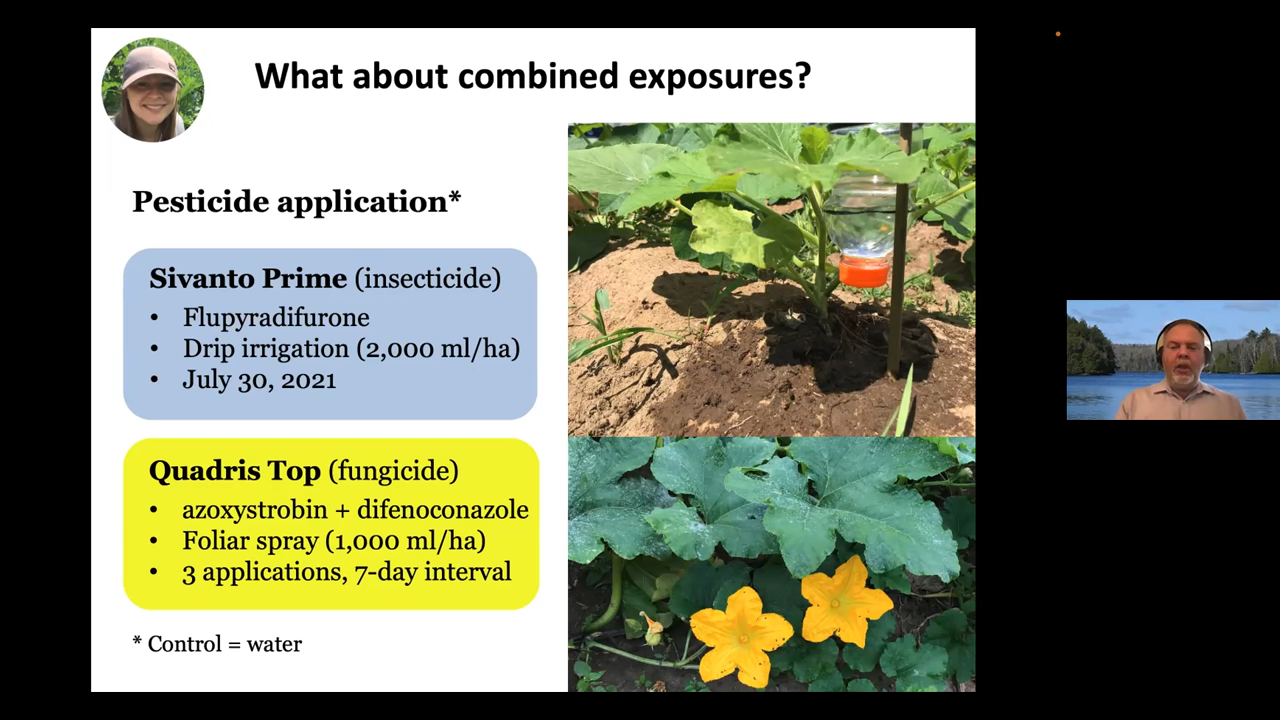 What about combined exposures?
Pesticide application*
Sivanto Prime (insecticide)
• Flupyradifurone
• Drip irrigation (2,000 ml/ha)
• July 30, 2021
Quadris Top (fungicide)
• azoxystrobin + difenoconazole
• Foliar spray (1,000 ml/ha)
• 3 applications, 7-day interval
* Control = water